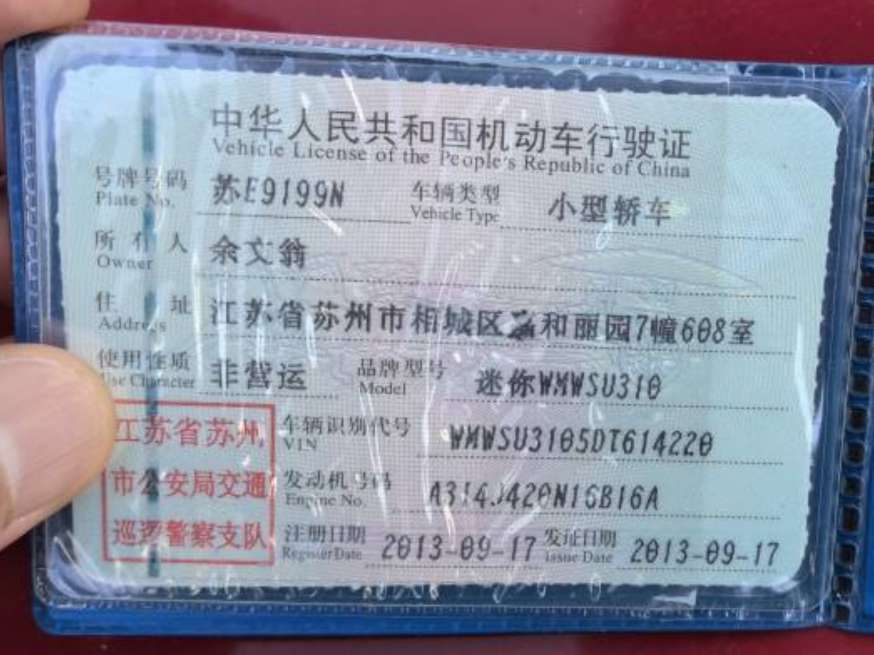 中华人民共和国机动车行驶证
Vehicle License of the People's Republic of China
号牌号码 苏E9199N 车辆类型 小型轿车
Plate No. Vehicle Type
所有人 余文翁
Owner
住址 江苏省苏州市相城区 和丽园7幢608室
Address
使用性质 非营运 品牌型号 迷你WMWSU310
Use Character Model
江苏省苏州 车辆识别代号 WMWSU3105DT614220
VIN
市公安局交通 发动机号码 A314J420N16B16A
Engine No.
巡逻警察支队 注册日期 2013-09-17 发证日期 2013-09-17
Register Date Issue Date